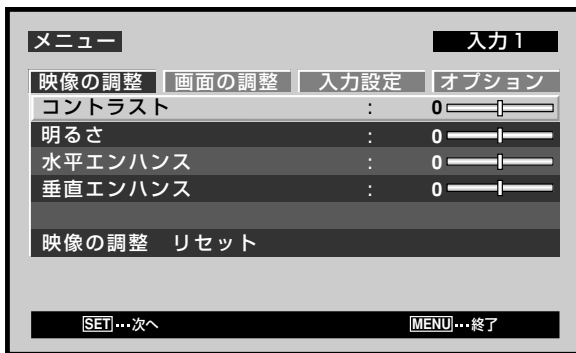 メニュー 入力1
映像の調整 画面の調整 入力設定 オプション
コントラスト : 0
明るさ : 0
水平エンハンス : 0
垂直エンハンス : 0
映像の調整 リセット
SET…次へ MENU…終了